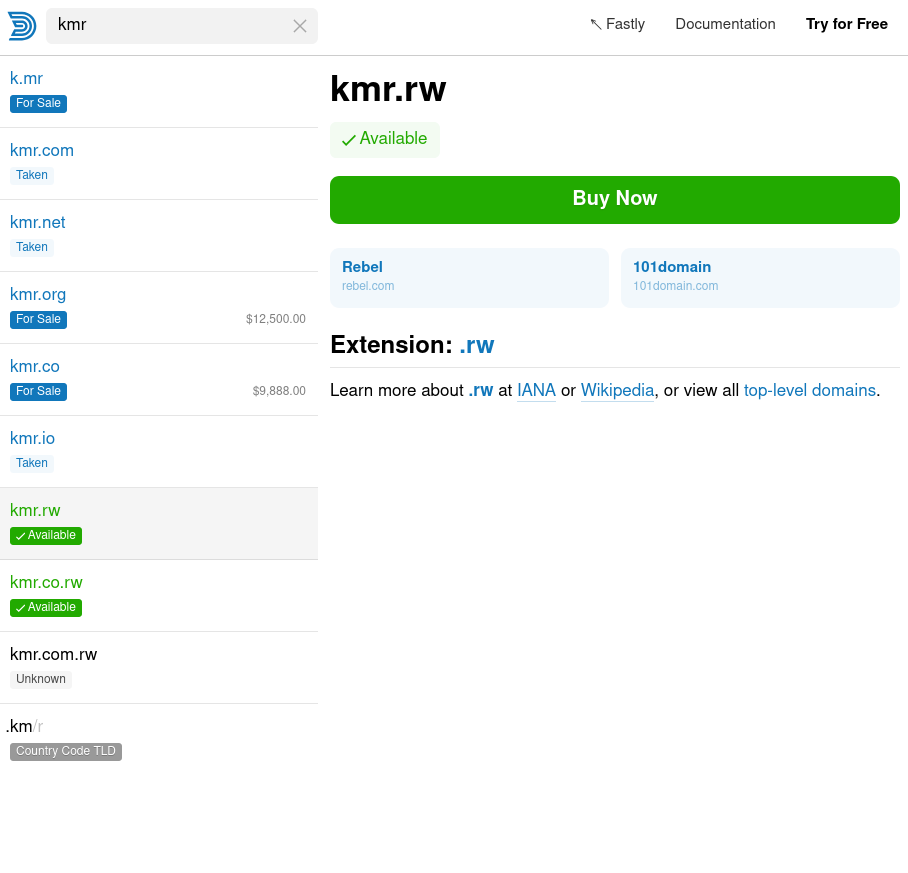 kmr
Fastly
Documentation
Try for Free
k.mr
For Sale
kmr.com
Taken
kmr.net
Taken
kmr.org
For Sale
$12,500.00
kmr.co
For Sale
$9,888.00
kmr.io
Taken
kmr.rw
Available
kmr.co.rw
Available
kmr.com.rw
Unknown
.km/r
Country Code TLD
kmr.rw
Available
Buy Now
Rebel
rebel.com
101domain
101domain.com
Extension: .rw
Learn more about .rw at IANA or Wikipedia, or view all top-level domains.